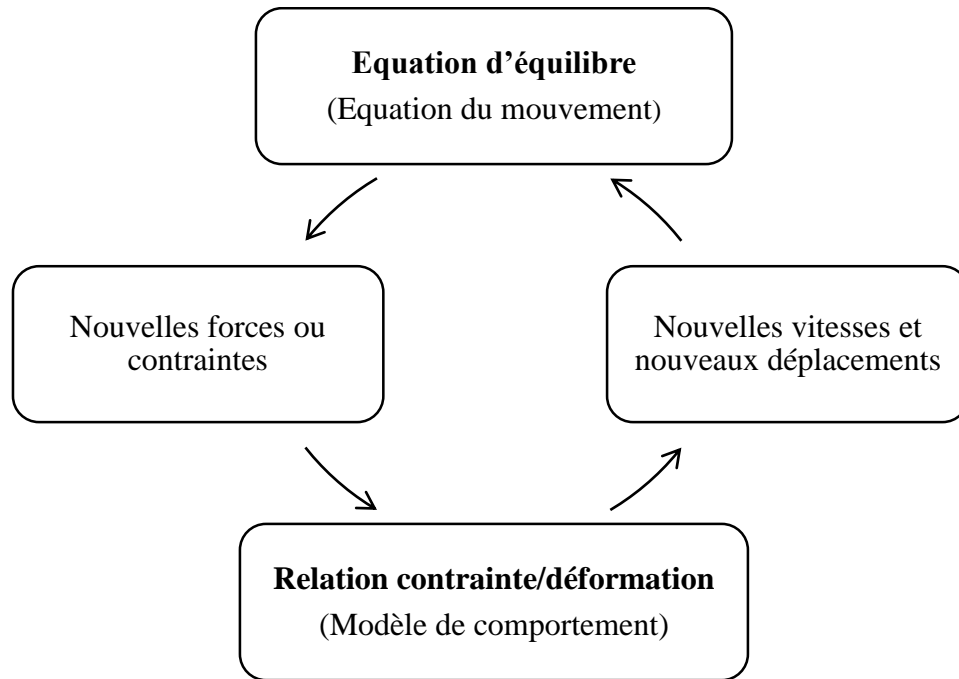 Equation d’équilibre
(Equation du mouvement)
Nouvelles forces ou
contraintes
Nouvelles vitesses et
nouveaux déplacements
Relation contrainte/déformation
(Modèle de comportement)